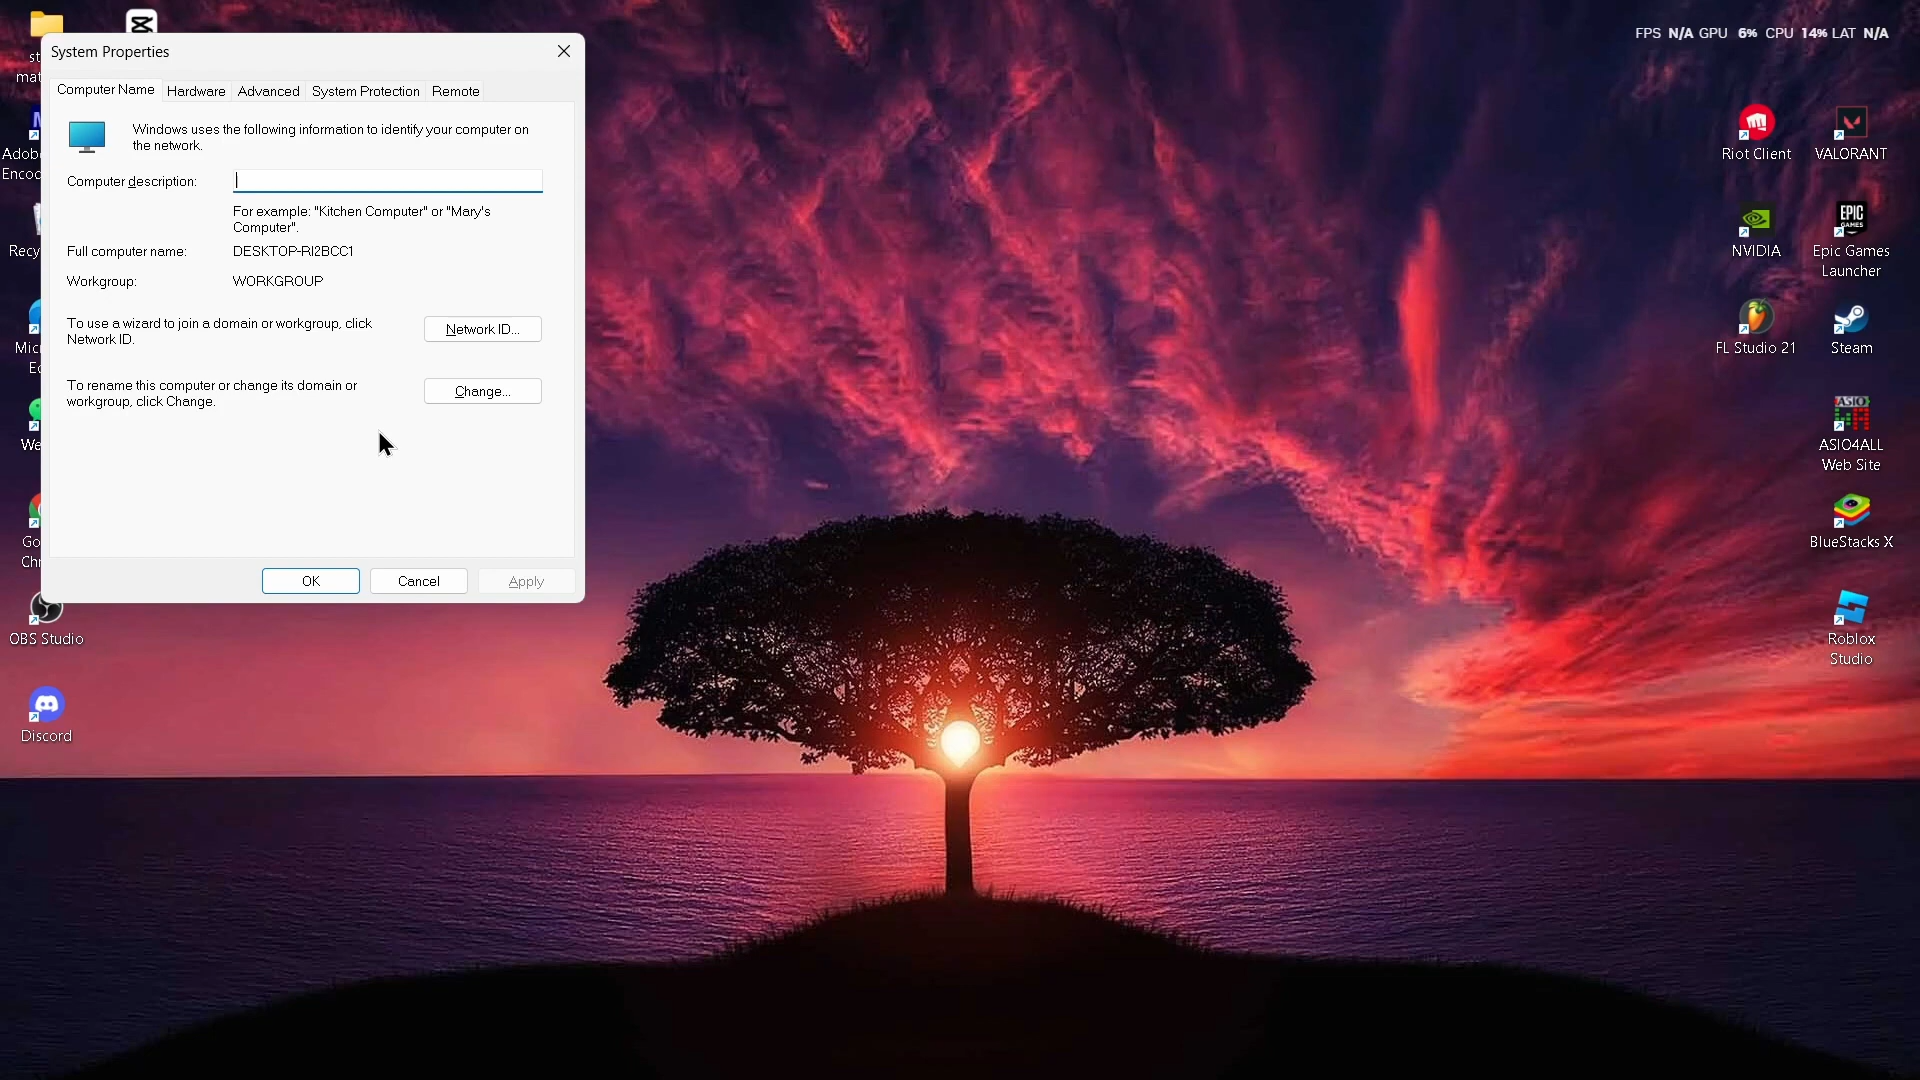 System Properties
Computer Name
Hardware
Advanced
System Protection
Remote
Windows uses the following information to identify your computer on
the network.
Computer description:
For example: "Kitchen Computer" or "Mary's
Computer".
Full computer name:
DESKTOP-RI2BCC1
Workgroup:
WORKGROUP
To use a wizard to join a domain or workgroup, click
Network ID.
Network ID...
To rename this computer or change its domain or
workgroup, click Change.
Change...
OK
Cancel
Apply
OBS Studio
Discord
FPS N/A GPU 6% CPU 14% LAT N/A
Riot Client
VALORANT
NVIDIA
EPIC
GAMES
Epic Games
Launcher
FL Studio 21
Steam
ASIO
ASIO4ALL
Web Site
BlueStacks X
Roblox
Studio